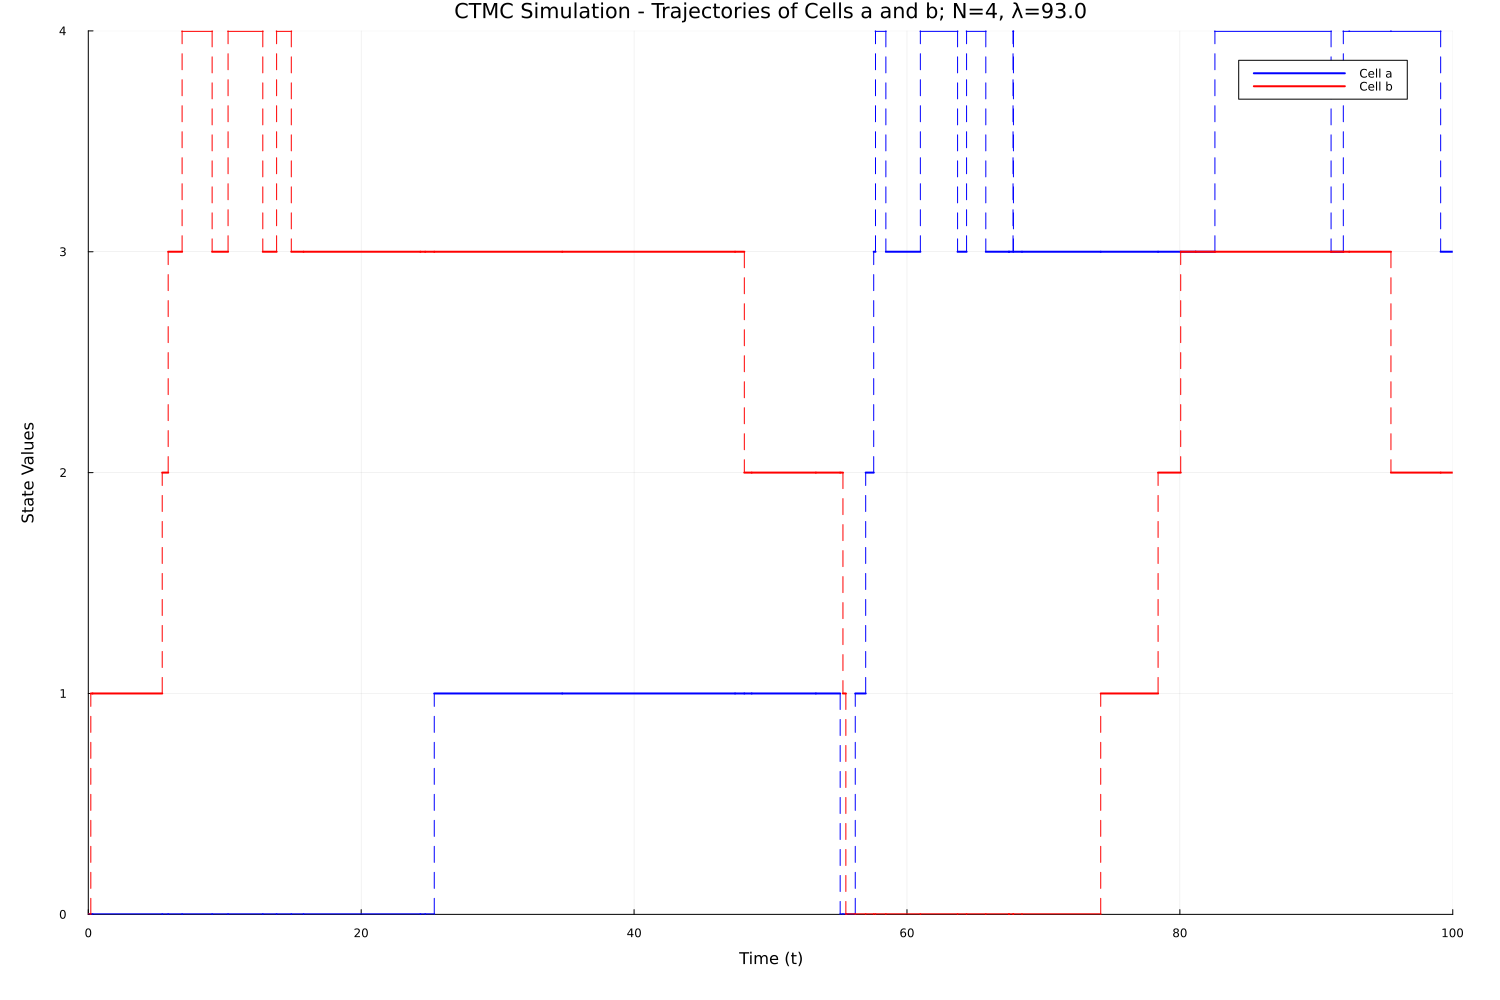 CTMC Simulation - Trajectories of Cells a and b; N=4, λ=93.0
4
Cell a
Cell b
3
State Values
2
1
0
0 20 40 60 80 100
Time (t)